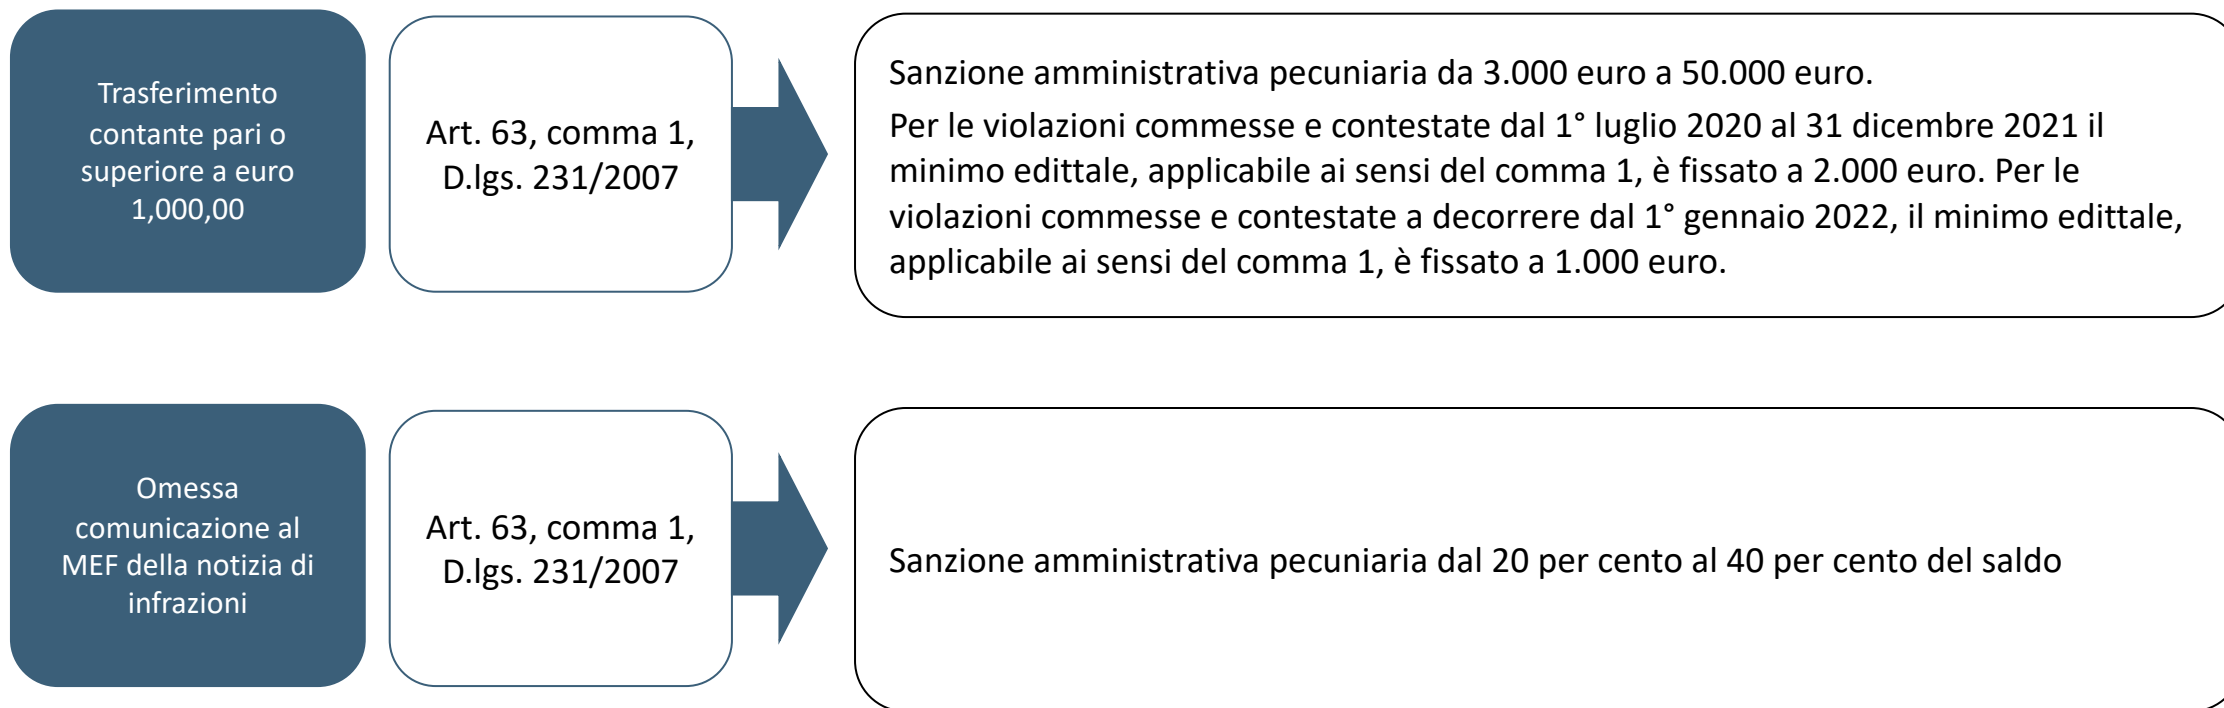 Trasferimento
contante pari o
superiore a euro
1,000,00
Art. 63, comma 1,
D.lgs. 231/2007
Sanzione amministrativa pecuniaria da 3.000 euro a 50.000 euro.
Per le violazioni commesse e contestate dal 1° luglio 2020 al 31 dicembre 2021 il
minimo edittale, applicabile ai sensi del comma 1, è fissato a 2.000 euro. Per le
violazioni commesse e contestate a decorrere dal 1° gennaio 2022, il minimo edittale,
applicabile ai sensi del comma 1, è fissato a 1.000 euro.
Omessa
comunicazione al
MEF della notizia di
infrazioni
Art. 63, comma 1,
D.lgs. 231/2007
Sanzione amministrativa pecuniaria dal 20 per cento al 40 per cento del saldo